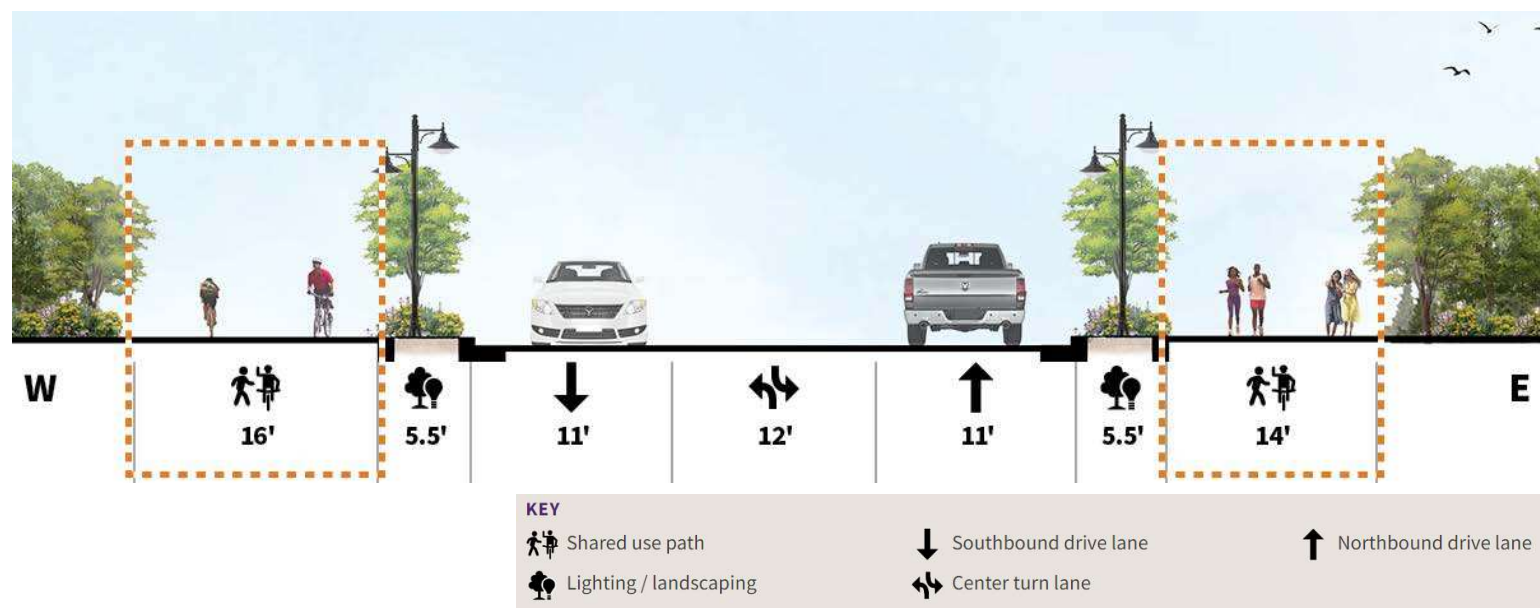 W
E
16'
5.5'
11'
12'
11'
5.5'
14'
KEY
Shared use path
Southbound drive lane
Northbound drive lane
Lighting / landscaping
Center turn lane